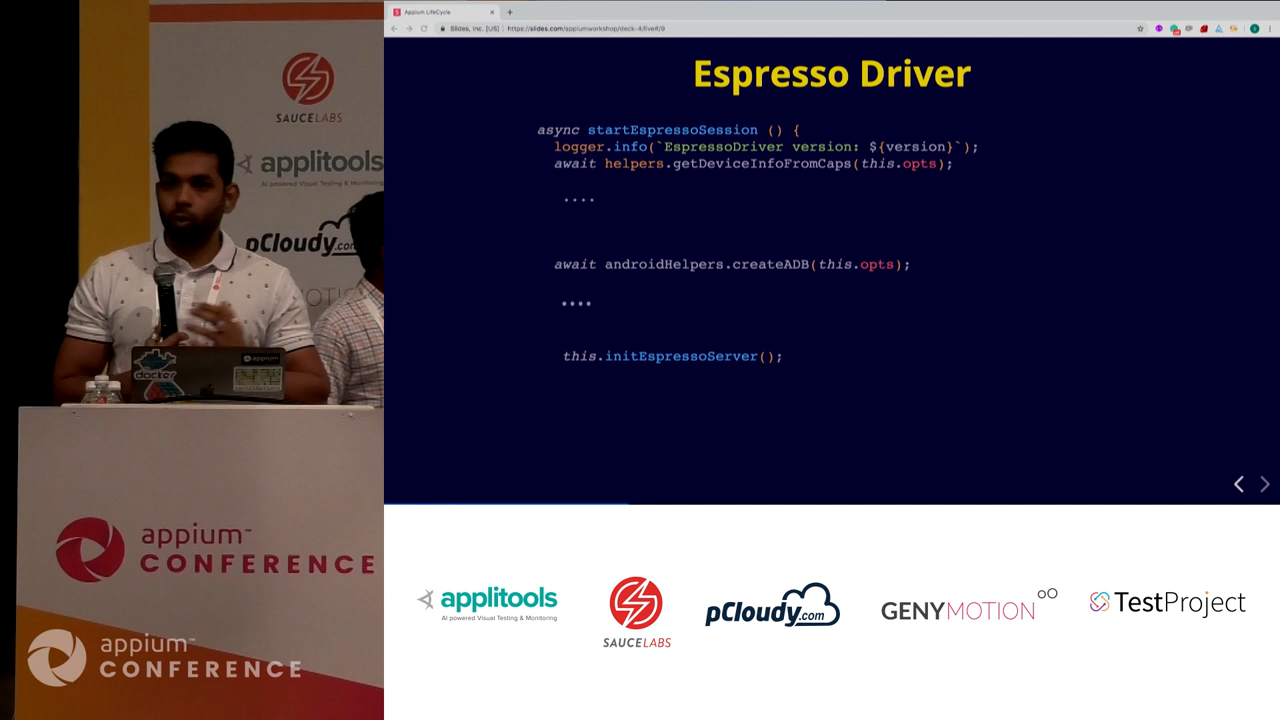 SAUCELABS
applitools
AI powered Visual Testing & Monitoring
pCloudy.com
MOTION
docker
appium
appium
CONFERENCE
appium
CONFERENCE
Appium LifeCycle
Slides, Inc. [US] | https://slides.com/appiumworkshop/deck-4/live#/9
Espresso Driver
async startEspressoSession () {
logger.info(`EspressoDriver version: ${version}`);
await helpers.getDeviceInfoFromCaps(this.opts);
....
await androidHelpers.createADB(this.opts);
....
this.initEspressoServer();
applitools
AI powered Visual Testing & Monitoring
SAUCELABS
pCloudy.com
GENYMOTION
TestProject